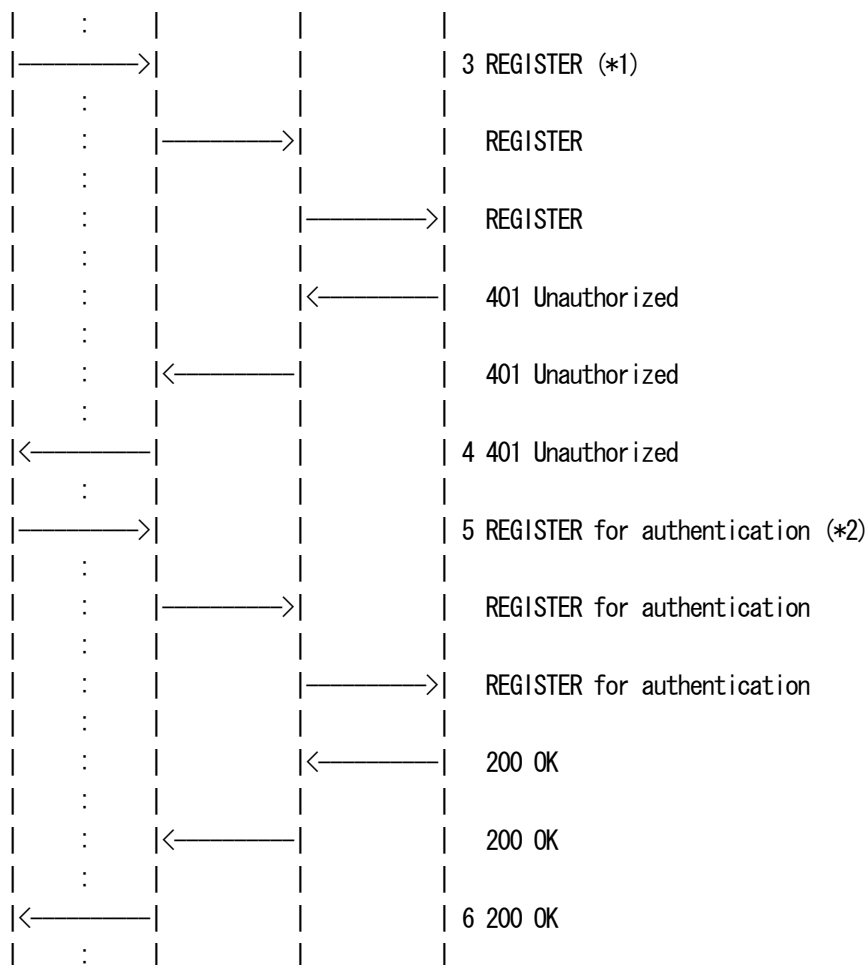 3 REGISTER (*1)
REGISTER
REGISTER
401 Unauthorized
401 Unauthorized
4 401 Unauthorized
5 REGISTER for authentication (*2)
REGISTER for authentication
REGISTER for authentication
200 OK
200 OK
6 200 OK